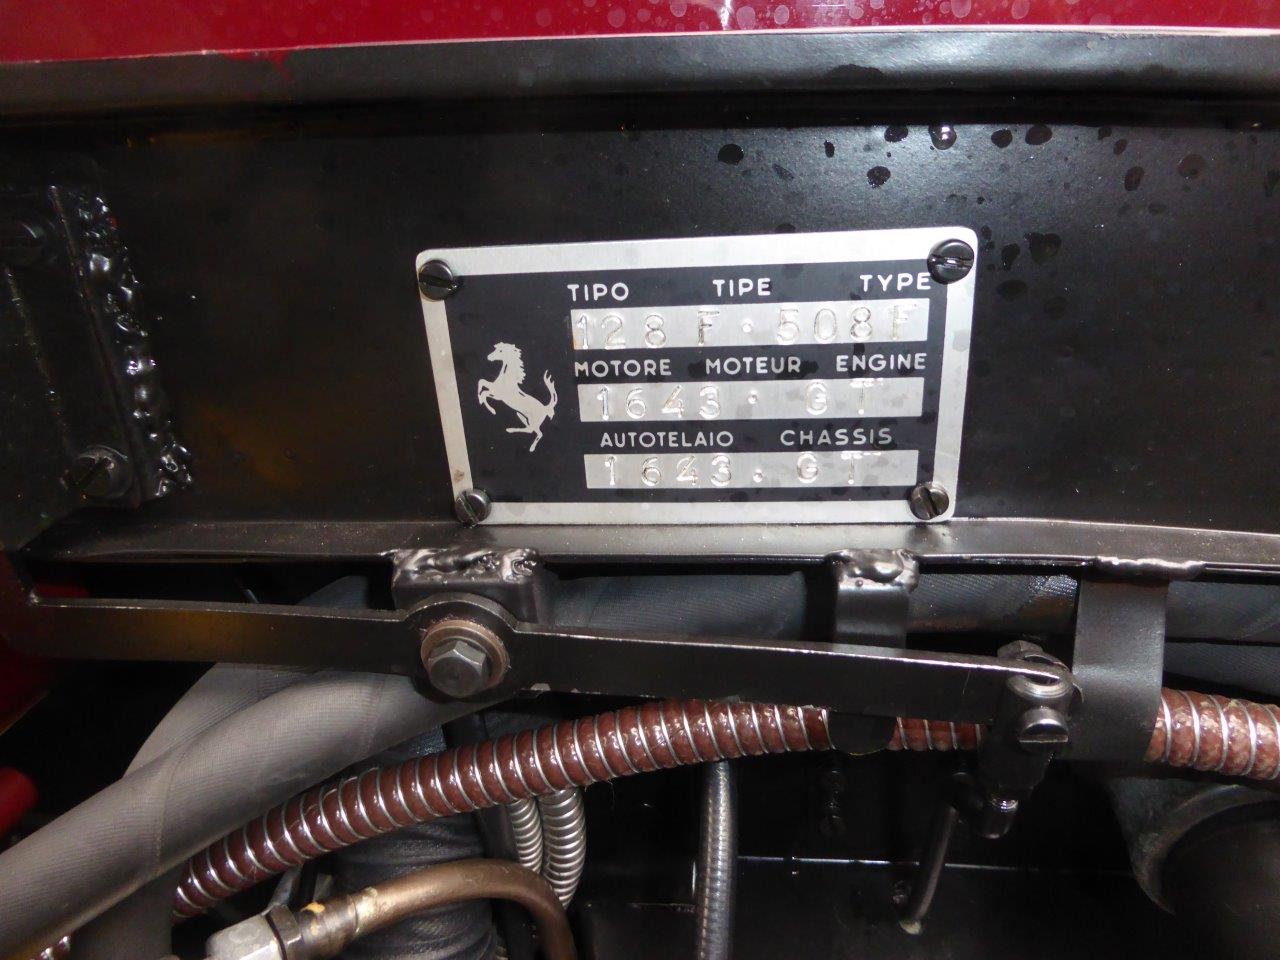 TIPO TIPE TYPE
128 F · 508 F
MOTORE MOTEUR ENGINE
1643 · GT
AUTOTELAIO CHASSIS
1643 · GT